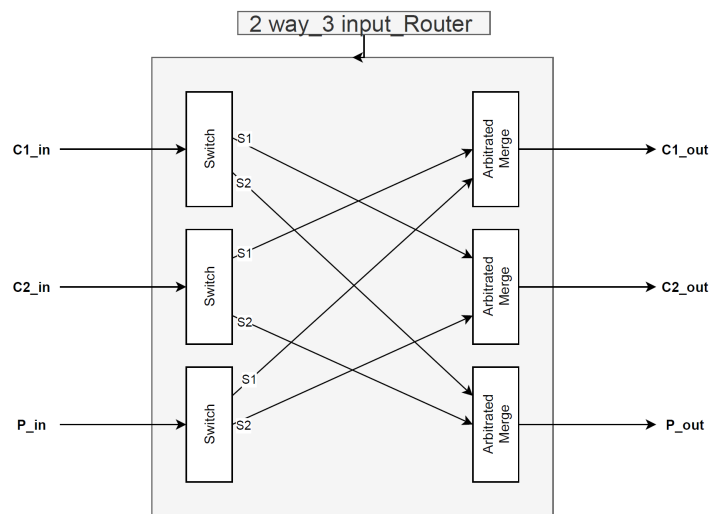 2 way_3 input_Router
C1_in
Switch
S1
S2
Arbitrated
Merge
C1_out
C2_in
Switch
S1
S2
Arbitrated
Merge
C2_out
P_in
Switch
S1
S2
Arbitrated
Merge
P_out